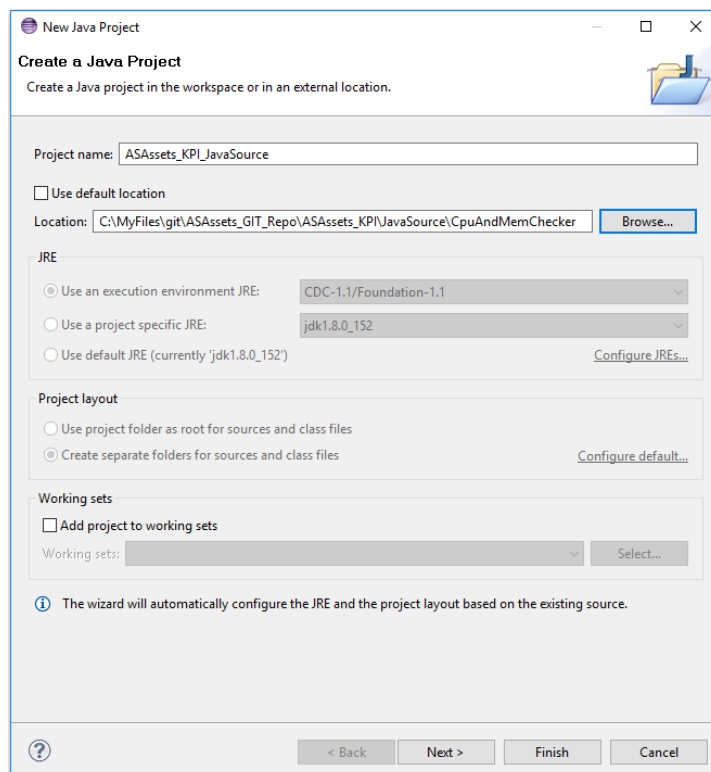 New Java Project
Create a Java Project
Create a Java project in the workspace or in an external location.
Project name: ASAssets_KPI_JavaSource
Use default location
Location: C:\MyFiles\git\ASAssets_GIT_Repo\ASAssets_KPI\JavaSource\CpuAndMemChecker Browse...
JRE
Use an execution environment JRE: CDC-1.1/Foundation-1.1
Use a project specific JRE: jdk1.8.0_152
Use default JRE (currently 'jdk1.8.0_152') Configure JREs...
Project layout
Use project folder as root for sources and class files
Create separate folders for sources and class files Configure default...
Working sets
Add project to working sets
Working sets: Select...
The wizard will automatically configure the JRE and the project layout based on the existing source.
? < Back Next > Finish Cancel